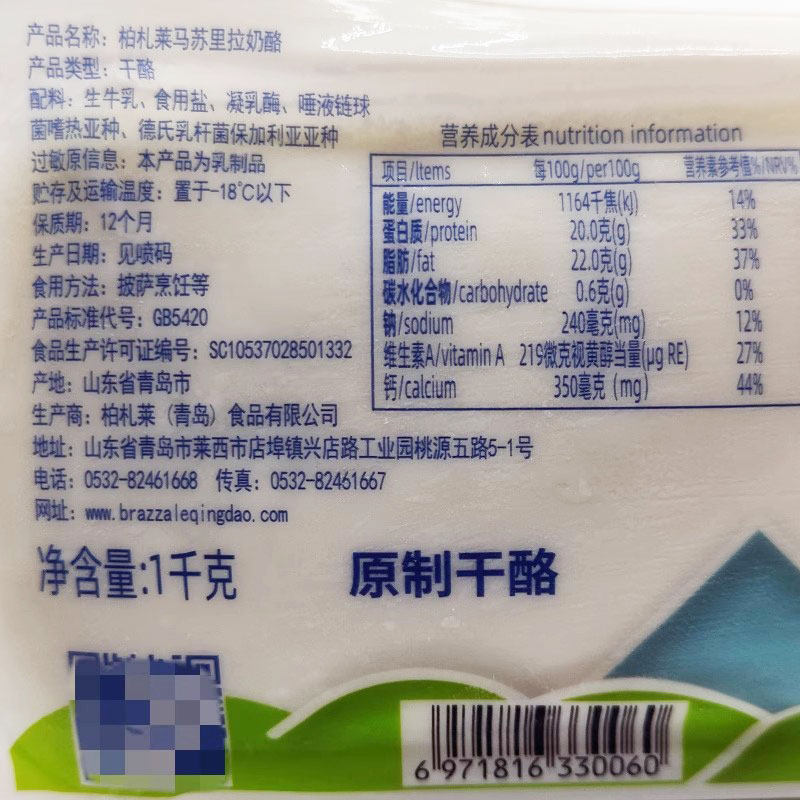 产品名称：柏札莱马苏里拉奶酪
产品类型：干酪
配料：生牛乳、食用盐、凝乳酶、唾液链球
菌嗜热亚种、德氏乳杆菌保加利亚亚种
过敏原信息：本产品为乳制品
贮存及运输温度：置于-18℃以下
保质期：12个月
生产日期：见喷码
食用方法：披萨烹饪等
产品标准代号：GB5420
食品生产许可证编号：SC10537028501332
产地：山东省青岛市
生产商：柏札莱（青岛）食品有限公司
地址：山东省青岛市莱西市店埠镇兴店路工业园桃源五路5-1号
电话：0532-82461668 传真：0532-82461667
网址：www.brazzaleqingdao.com
营养成分表nutrition information
项目/Items 每100g/per100g 营养素参考值%/NRV%
能量/energy 1164千焦(kj) 14%
蛋白质/protein 20.0克(g) 33%
脂肪/fat 22.0克(g) 37%
碳水化合物/carbohydrate 0.6克(g) 0%
钠/sodium 240毫克(mg) 12%
维生素A/vitamin A 219微克视黄醇当量(μg RE) 27%
钙/calcium 350毫克（mg） 44%
净含量:1千克
原制干酪
6 971816 330060